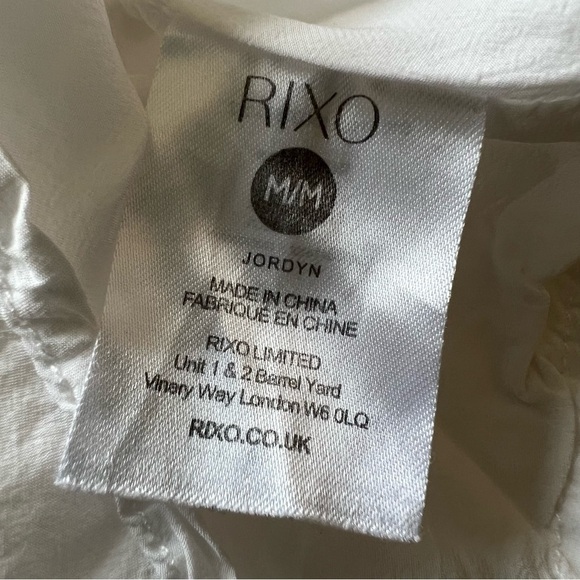 RIXO
M/M
JORDYN
MADE IN CHINA
FABRIQUE EN CHINE
RIXO LIMITED
Unit 1 & 2 Barrel Yard
Vinary Way London W6 0LQ
RIXO.CO.UK